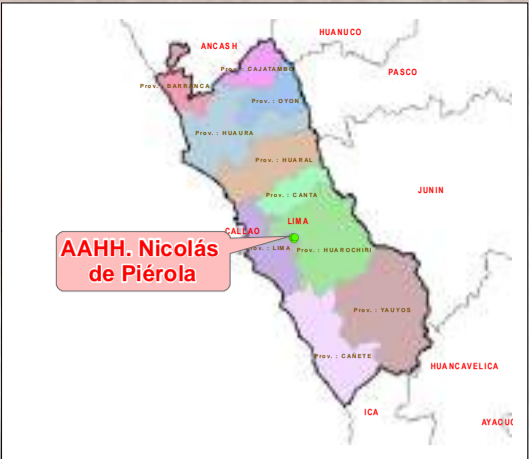 HUANUCO
ANCASH
Prov. : CAJATAMBO
PASCO
Prov. : BARRANCA
Prov. : OYON
Prov. : HUAURA
Prov. : HUARAL
JUNIN
Prov. : CANTA
LIMA
CALLAO
AAHH. Nicolás
de Piérola
Prov. : LIMA
Prov. : HUAROCHIRI
Prov. : YAUYOS
Prov. : CAÑETE
HUANCAVELICA
ICA
AYACUC